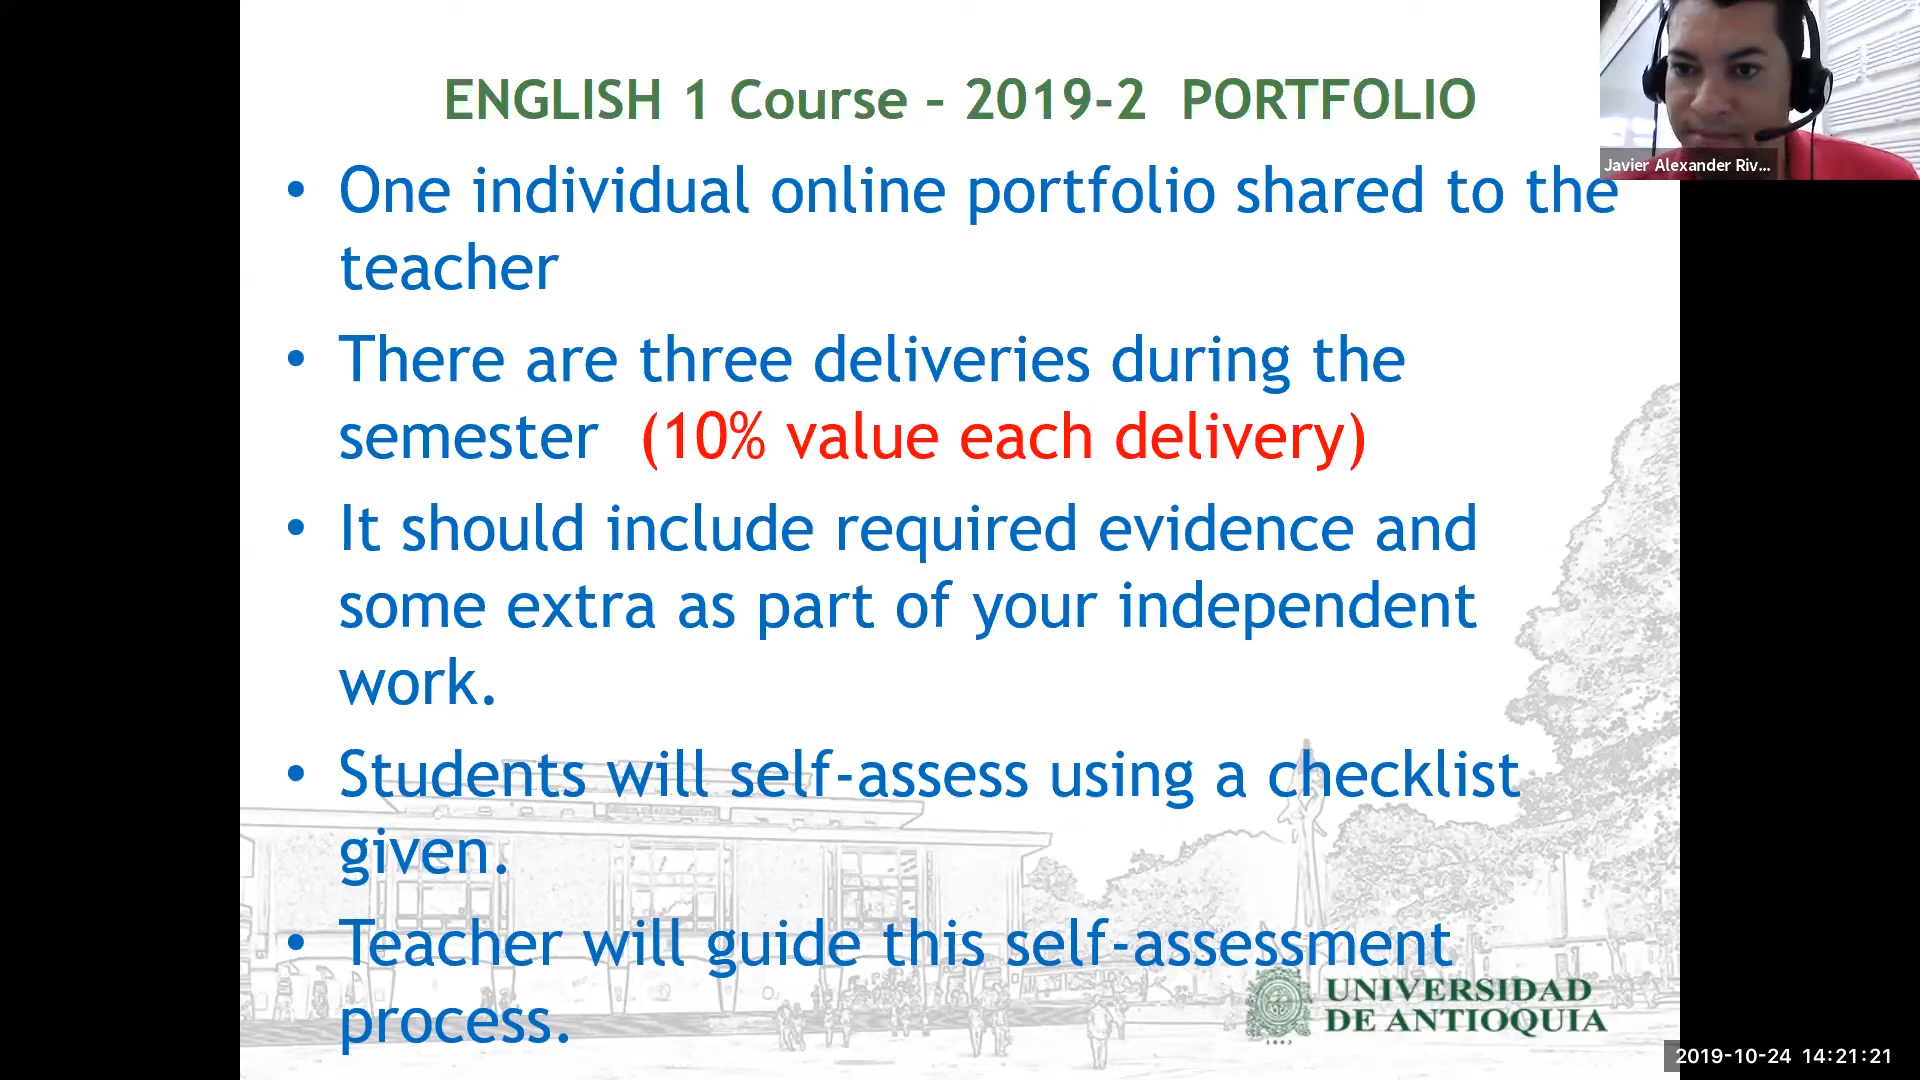 ENGLISH 1 Course – 2019-2 PORTFOLIO
• One individual online portfolio shared to the
teacher
• There are three deliveries during the
semester (10% value each delivery)
• It should include required evidence and
some extra as part of your independent
work.
• Students will self-assess using a checklist
given.
• Teacher will guide this self-assessment
process.
Javier Alexander Riv...
UNIVERSIDAD
DE ANTIOQUIA
1803
2019-10-24 14:21:21